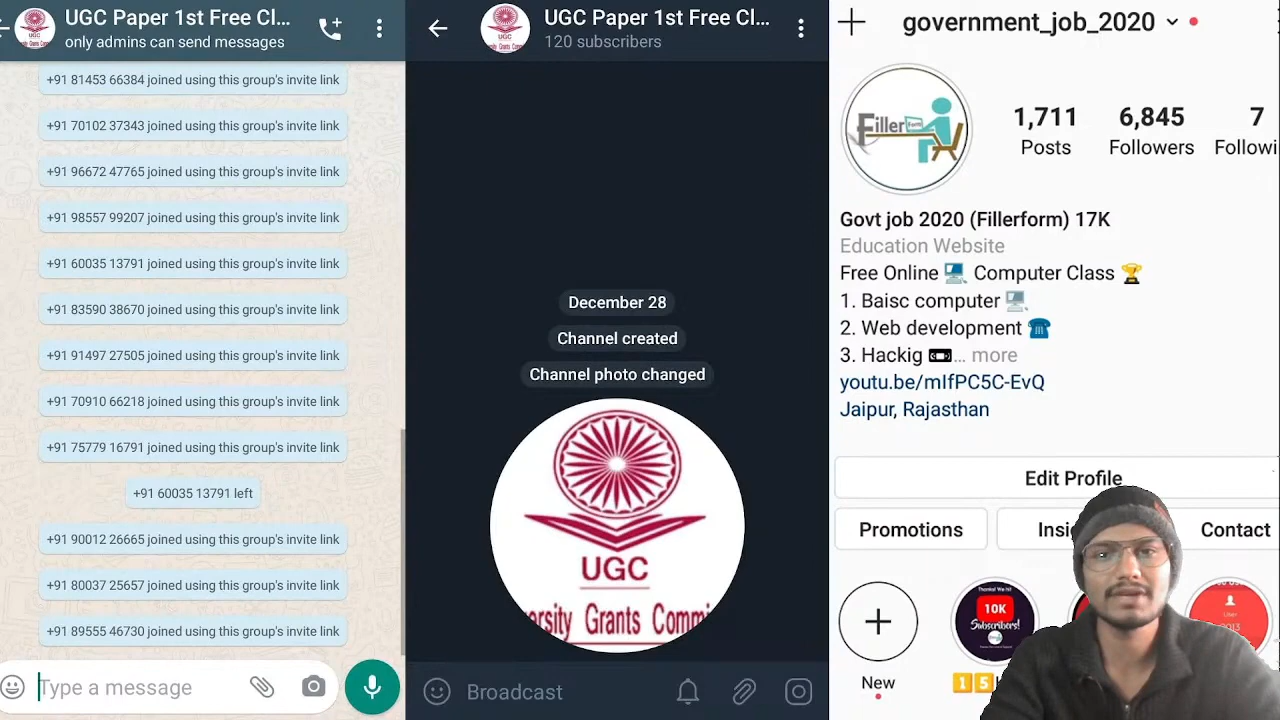 UGC Paper 1st Free Cl...
ly admins can send messages
+91 81453 66384 joined using this group's invite link
+91 70102 37343 joined using this group's invite link
+91 96672 47765 joined using this group's invite link
+91 98557 99207 joined using this group's invite link
+91 60035 13791 joined using this group's invite link
+91 83590 38670 joined using this group's invite link
+91 91497 27505 joined using this group's invite link
+91 70910 66218 joined using this group's invite link
+91 75779 16791 joined using this group's invite link
+91 60035 13791 left
+91 90012 26665 joined using this group's invite link
+91 80037 25657 joined using this group's invite link
+91 89555 46730 joined using this group's invite link
Type a message
UGC Paper 1st Free Cl...
120 subscribers
December 28
Channel created
Channel photo changed
UGC
ersity Grants Commi
Broadcast
government_job_2020
Filler Form
1,711
Posts
6,845
Followers
7
Followi
Govt job 2020 (Fillerform) 17K
Education Website
Free Online Computer Class
1. Baisc computer
2. Web development
3. Hackig ... more
youtu.be/mIfPC5C-EvQ
Jaipur, Rajasthan
Edit Profile
Promotions
Insi
Contact
New
10K
Subscribers!
15